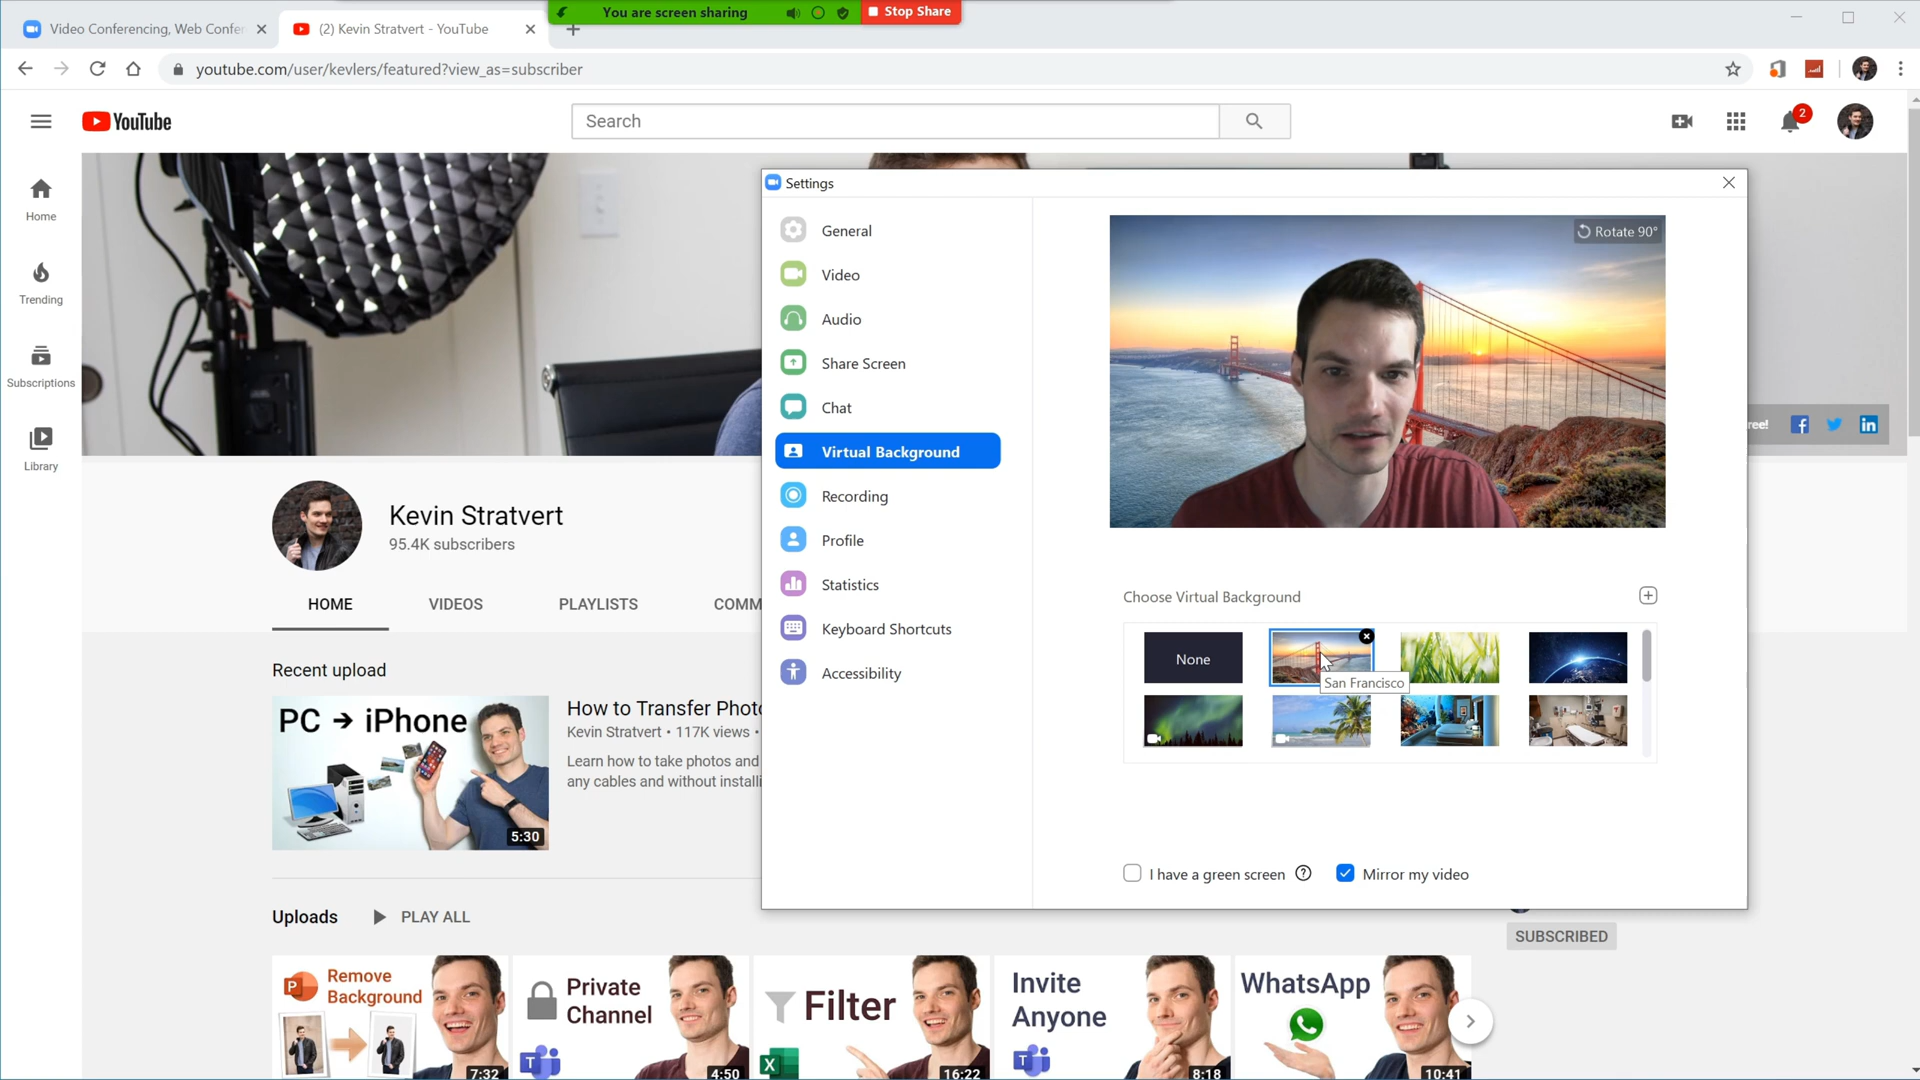 You are screen sharing
Stop Share
Video Conferencing, Web Confer
(2) Kevin Stratvert - YouTube
youtube.com/user/kevlers/featured?view_as=subscriber
YouTube
Search
2
Home
Trending
Subscriptions
Library
Kevin Stratvert
95.4K subscribers
HOME
VIDEOS
PLAYLISTS
COMM
Recent upload
PC → iPhone
5:30
How to Transfer Photo
Kevin Stratvert • 117K views •
Learn how to take photos and
any cables and without installi
Uploads
PLAY ALL
Settings
General
Video
Audio
Share Screen
Chat
Virtual Background
Recording
Profile
Statistics
Keyboard Shortcuts
Accessibility
Rotate 90°
Choose Virtual Background
None
San Francisco
I have a green screen
Mirror my video
ree!
SUBSCRIBED
Remove
Background
7:32
Private
Channel
4:50
Filter
16:22
Invite
Anyone
8:18
WhatsApp
10:41